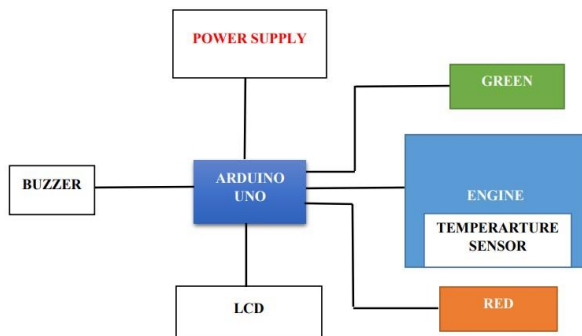 POWER SUPPLY
GREEN
BUZZER
ARDUINO
UNO
ENGINE
TEMPERARTURE
SENSOR
LCD
RED